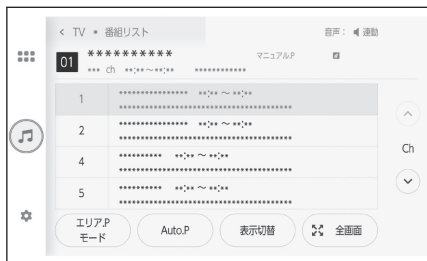 < TV • 番組リスト 音声： 連動
01 ********** マニュアル.P
*** ch **:**～**:** ************
1 **************** **:**～**:**
****************************************
2 **************** **:**～**:**
****************************************
4 ********** **:**～**:**
****************************************
5 ********** **:**～**:**
****************************************
Ch
エリア.P
モード
Auto.P
表示切替
全画面